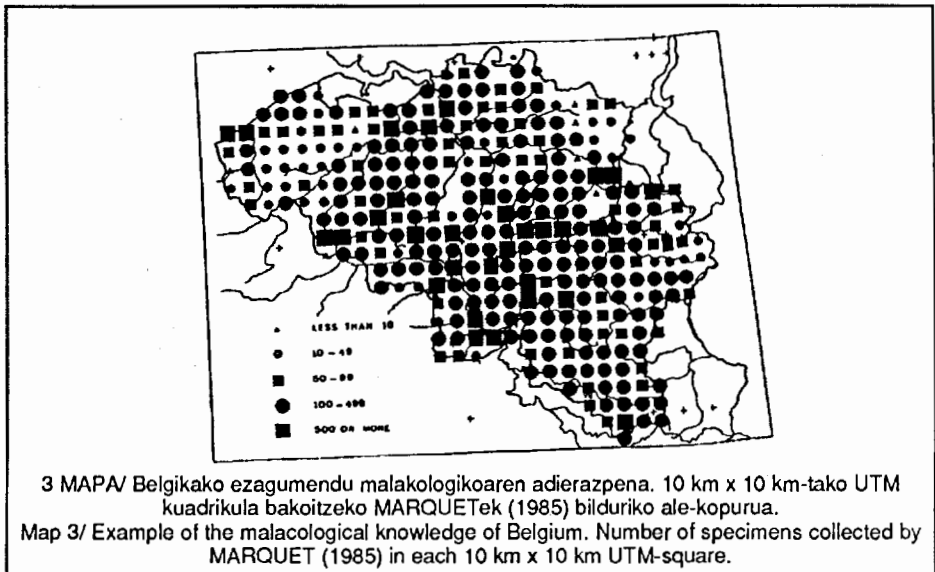 LESS THAN 10
10-49
50-99
100-499
500 OR MORE
3 MAPA/ Belgikako ezagumendu malakologikoaren adierazpena. 10 km x 10 km-tako UTM
kuadrikula bakoitzeko MARQUETek (1985) bilduriko ale-kopurua.
Map 3/ Example of the malacological knowledge of Belgium. Number of specimens collected by
MARQUET (1985) in each 10 km x 10 km UTM-square.